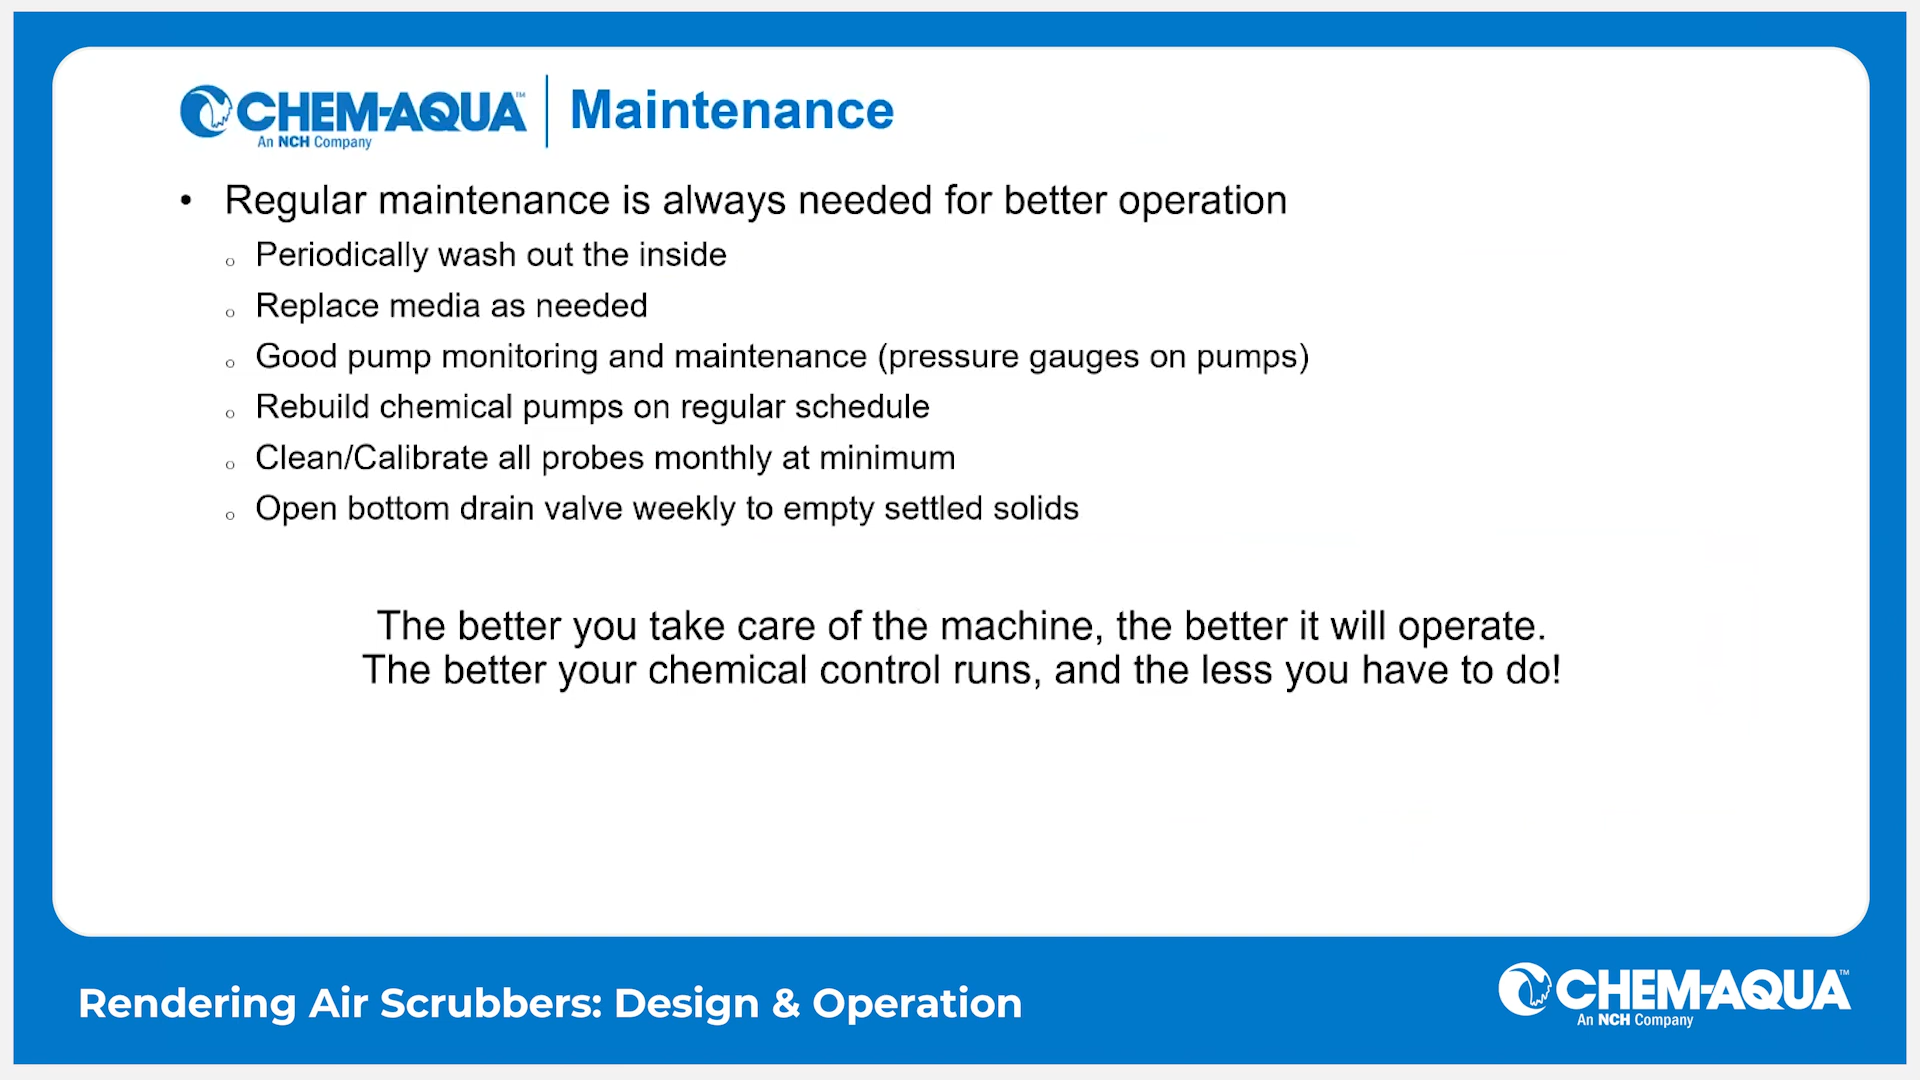 CHEM-AQUA™
An NCH Company
Maintenance
• Regular maintenance is always needed for better operation
o Periodically wash out the inside
o Replace media as needed
o Good pump monitoring and maintenance (pressure gauges on pumps)
o Rebuild chemical pumps on regular schedule
o Clean/Calibrate all probes monthly at minimum
o Open bottom drain valve weekly to empty settled solids
The better you take care of the machine, the better it will operate.
The better your chemical control runs, and the less you have to do!
Rendering Air Scrubbers: Design & Operation
CHEM-AQUA™
An NCH Company